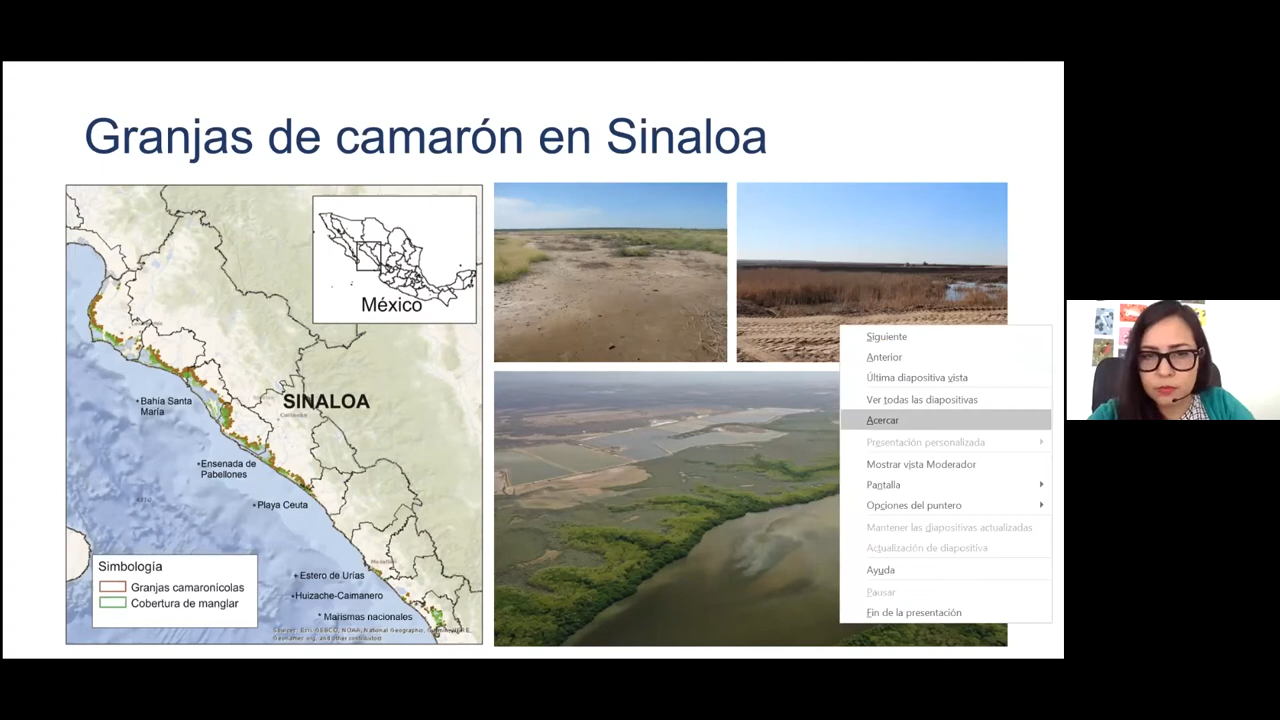 Granjas de camarón en Sinaloa
México
SINALOA
Bahía Santa
María
Ensenada de
Pabellones
Playa Ceuta
Estero de Urías
Huizache-Caimanero
* Marismas nacionales
Simbología
Granjas camaronícolas
Cobertura de manglar
Siguiente
Anterior
Última diapositiva vista
Ver todas las diapositivas
Acercar
Presentación personalizada
Mostrar vista Moderador
Pantalla
Opciones del puntero
Mantener las diapositivas actualizadas
Actualización de diapositiva
Ayuda
Pausar
Fin de la presentación